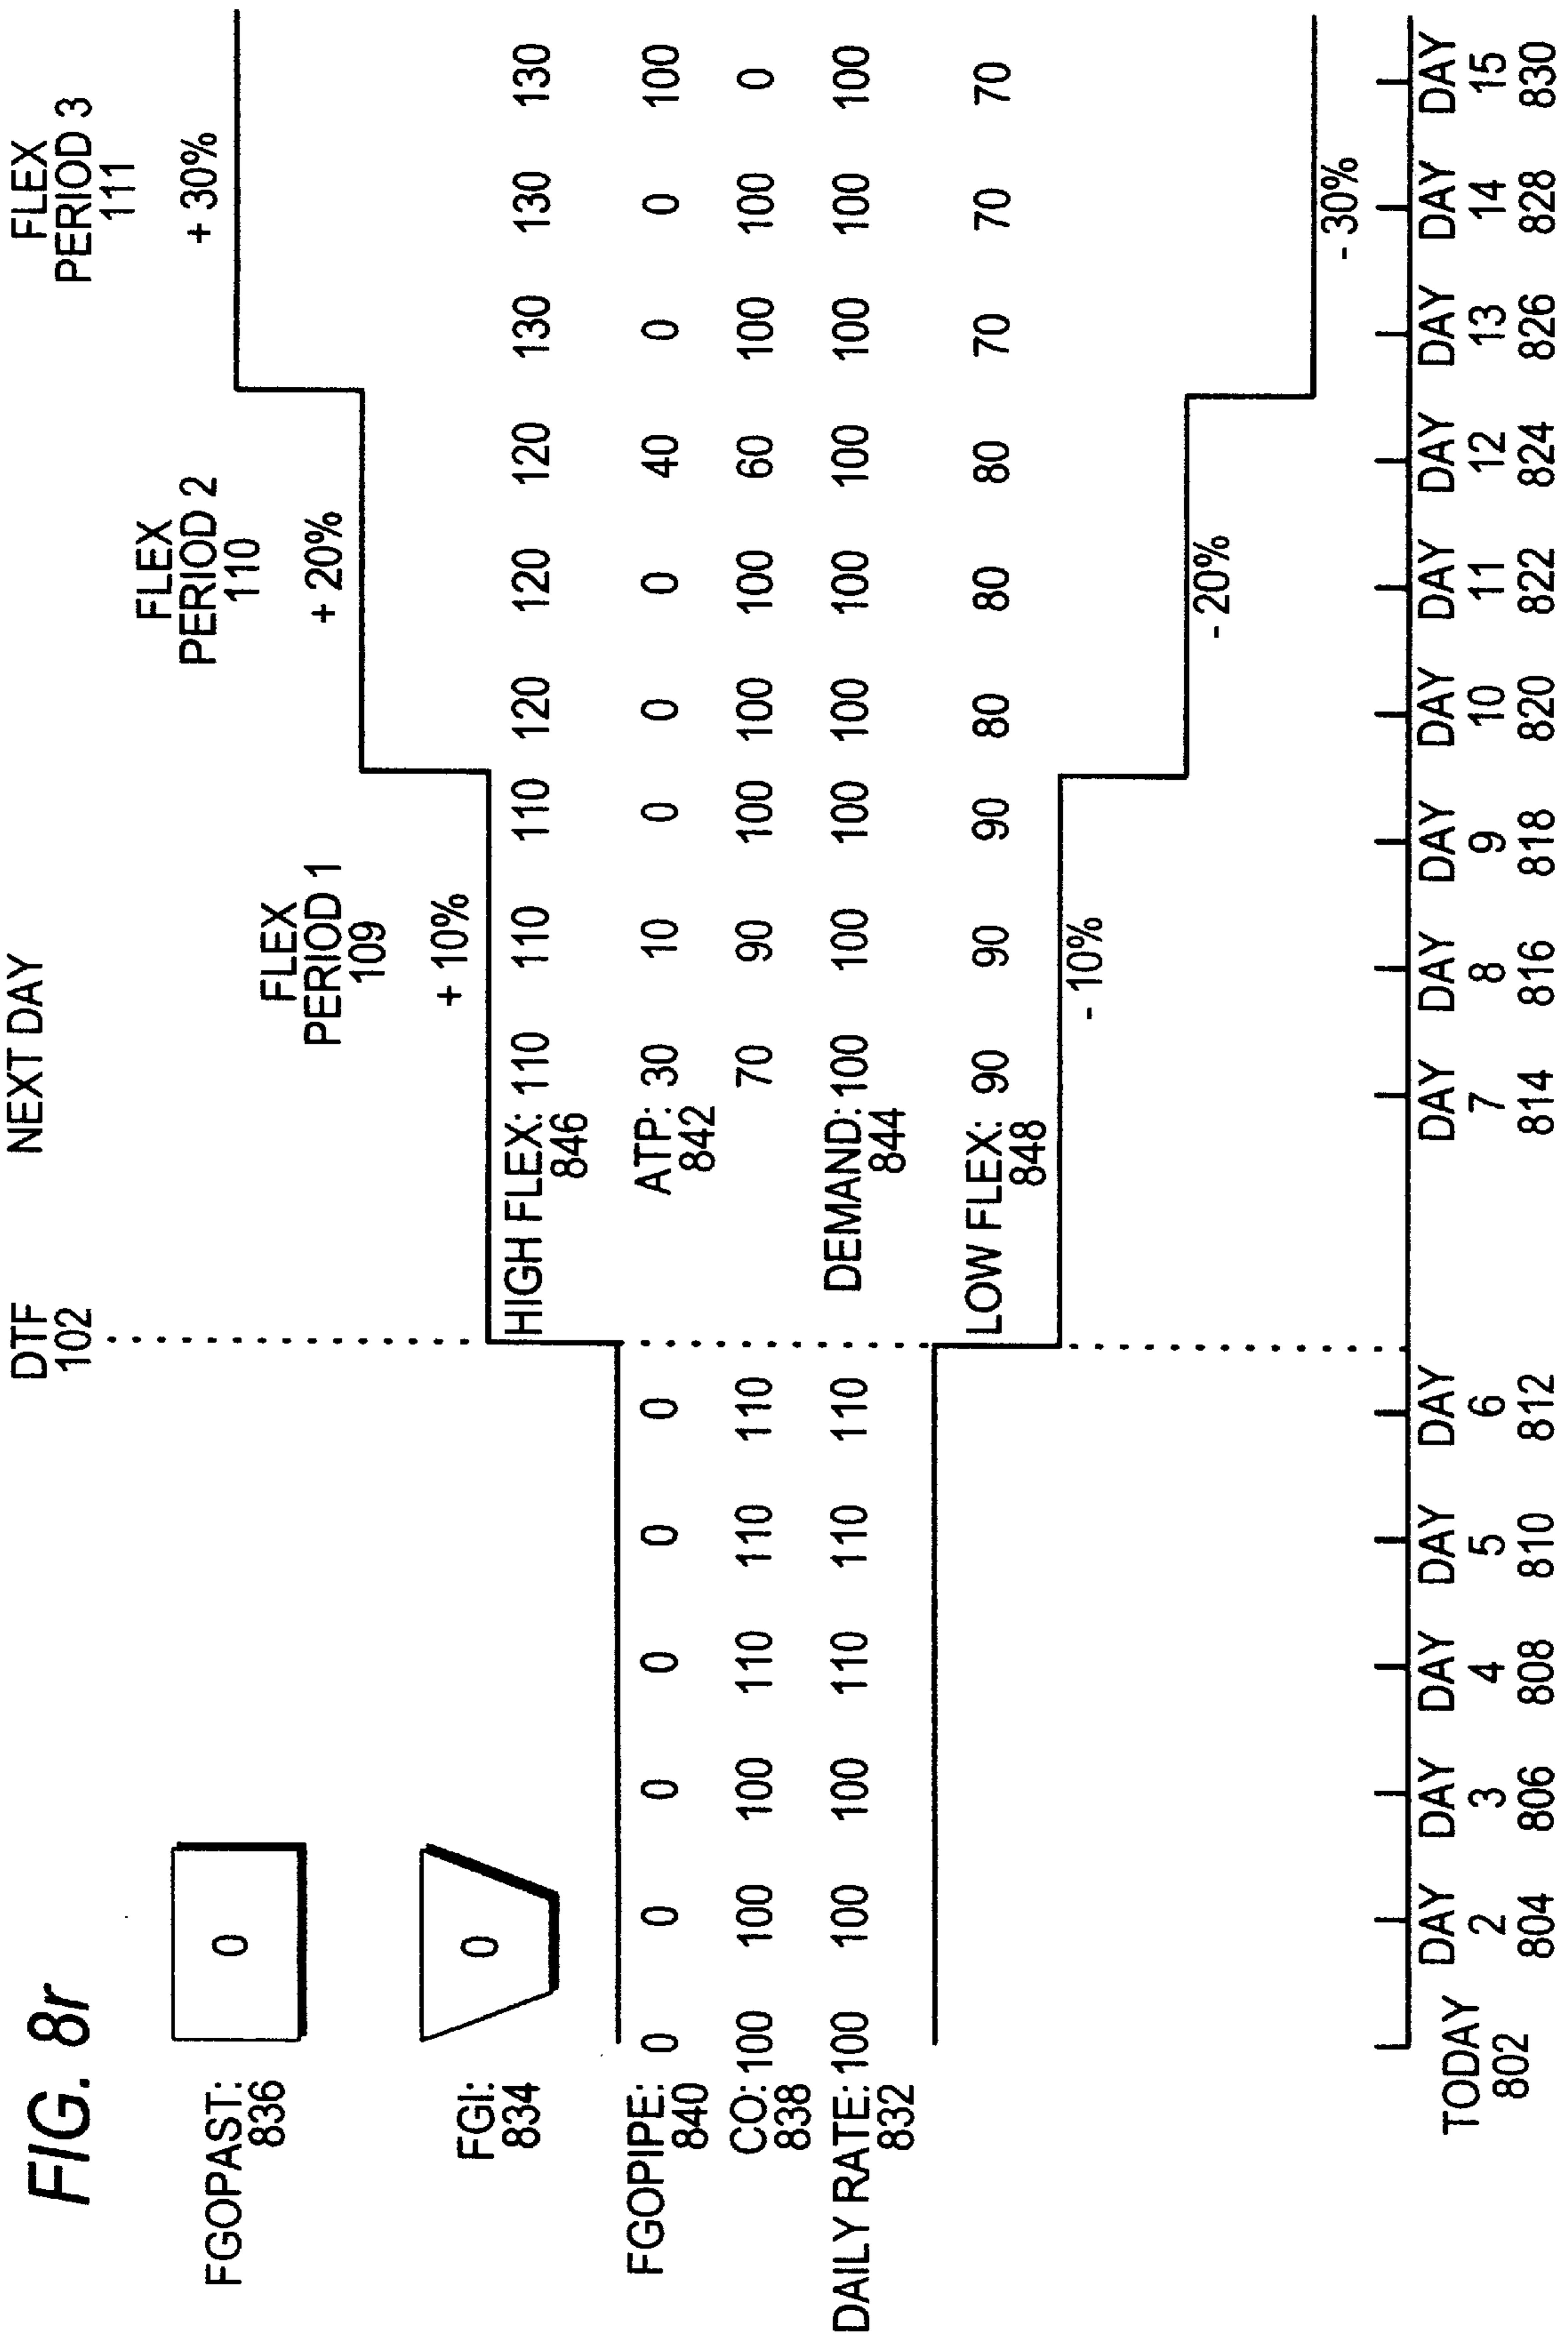 FIG. 8r
NEXT DAY
DTF
102
FLEX
PERIOD 3
111
+ 30%
FLEX
PERIOD 2
110
+ 20%
FLEX
PERIOD 1
109
+ 10%
FGOPAST:
836
0
FGI:
834
0
HIGH FLEX: 110 110 110 120 120 120 130 130 130
846
FGOPIPE: 0 0 0 0 0 0
840
ATP: 30 10 0 0 0 40 0 0 100
842
CO: 100 100 100 110 110 110 70 90 100 100 100 60 100 100 0
838
DAILY RATE: 100 100 100 110 110 110
832
DEMAND: 100 100 100 100 100 100 100 100 100
844
LOW FLEX: 90 90 90 80 80 80 70 70 70
848
- 10%
- 20%
- 30%
TODAY DAY DAY DAY DAY DAY DAY DAY DAY DAY DAY DAY DAY DAY DAY
2 3 4 5 6 7 8 9 10 11 12 13 14 15
802 804 806 808 810 812 814 816 818 820 822 824 826 828 830